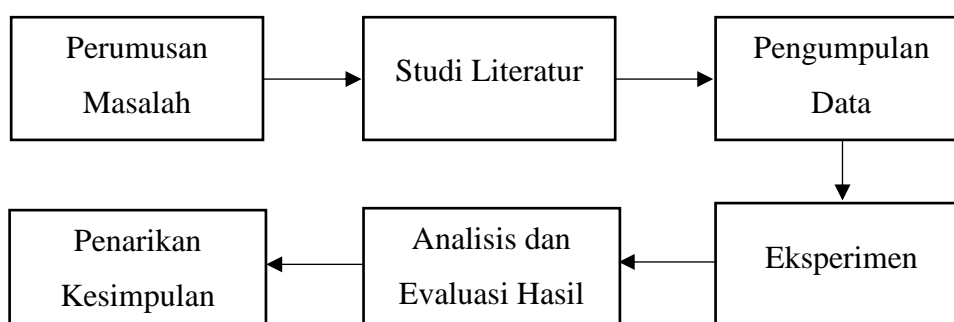 Perumusan
Masalah
Studi Literatur
Pengumpulan
Data
Eksperimen
Analisis dan
Evaluasi Hasil
Penarikan
Kesimpulan